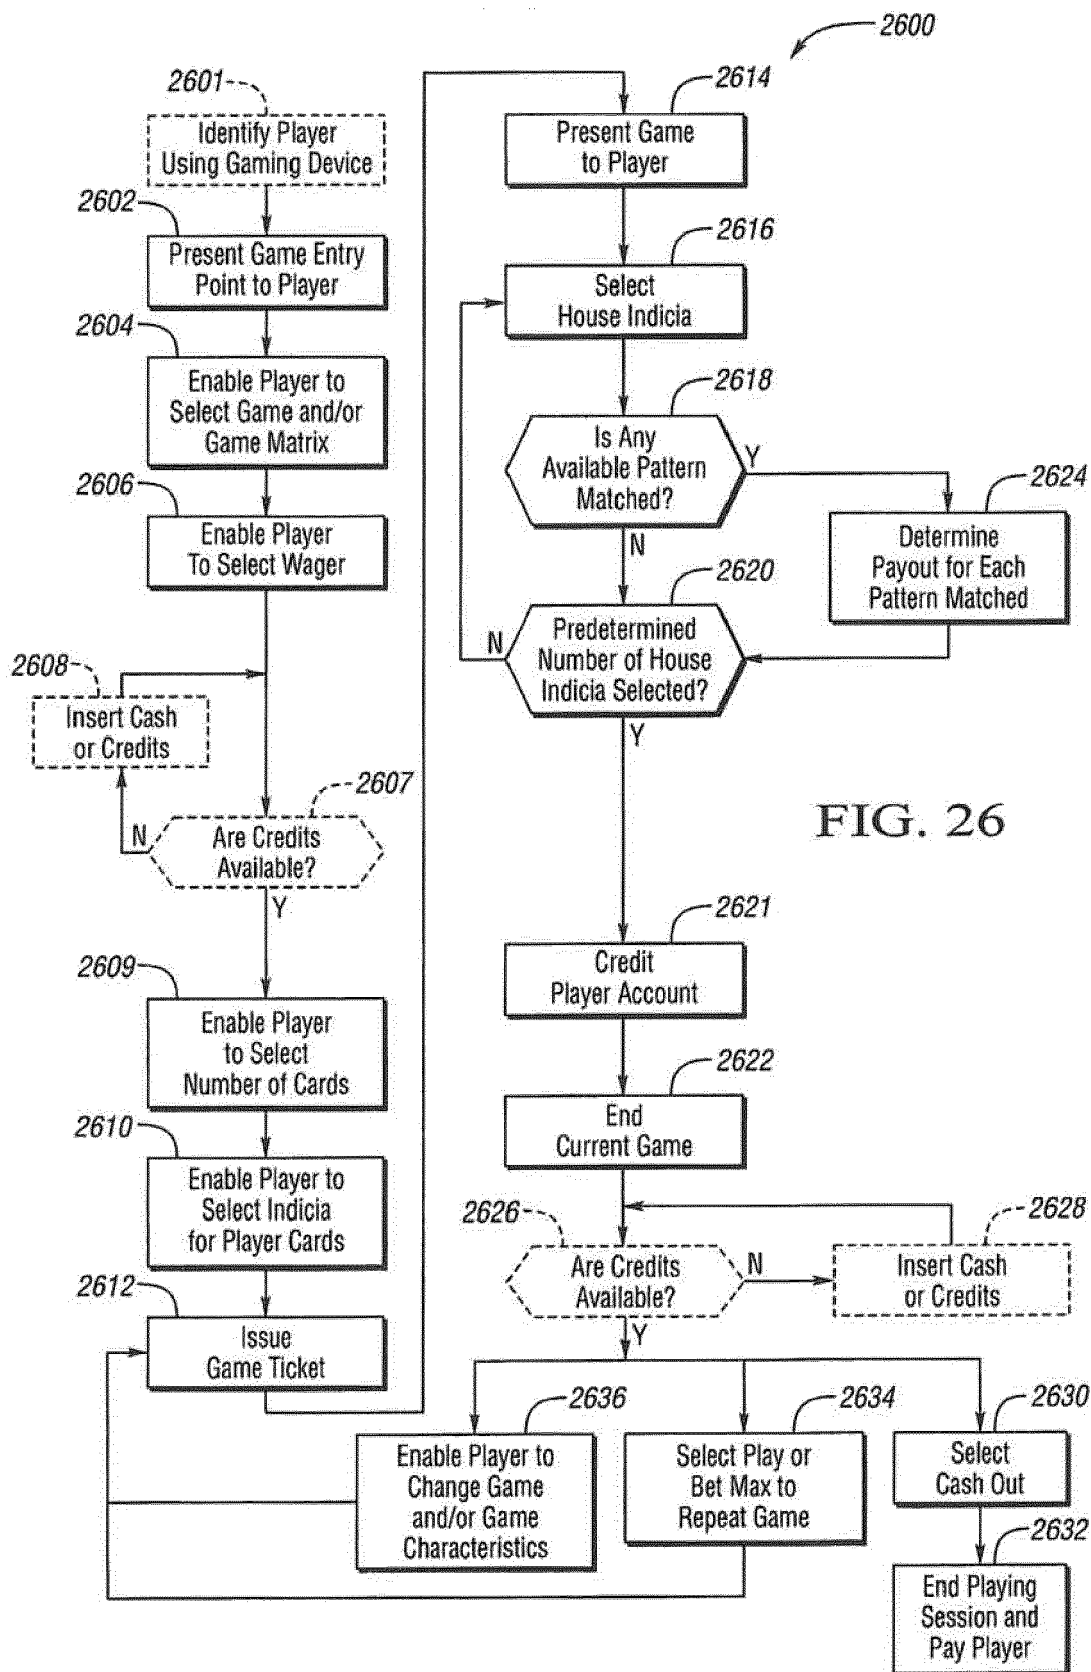 2600
2601
Identify Player
Using Gaming Device
2602
Present Game Entry
Point to Player
2604
Enable Player to
Select Game and/or
Game Matrix
2606
Enable Player
To Select Wager
2608
Insert Cash
or Credits
2607
N
Are Credits
Available?
Y
2609
Enable Player
to Select
Number of Cards
2610
Enable Player to
Select Indicia
for Player Cards
2612
Issue
Game Ticket
2614
Present Game
to Player
2616
Select
House Indicia
2618
Is Any
Available Pattern
Matched?
Y
N
2624
Determine
Payout for Each
Pattern Matched
2620
N
Predetermined
Number of House
Indicia Selected?
Y
FIG. 26
2621
Credit
Player Account
2622
End
Current Game
2626
Are Credits
Available?
N
Y
2628
Insert Cash
or Credits
2636
Enable Player to
Change Game
and/or Game
Characteristics
2634
Select Play or
Bet Max to
Repeat Game
2630
Select
Cash Out
2632
End Playing
Session and
Pay Player